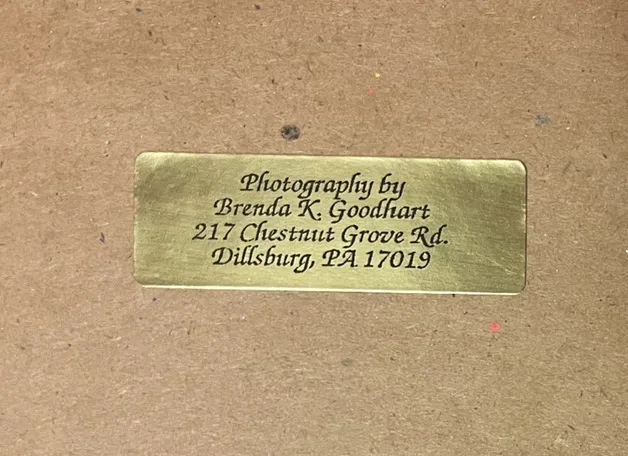 Photography by
Brenda K. Goodhart
217 Chestnut Grove Rd.
Dillsburg, PA 17019